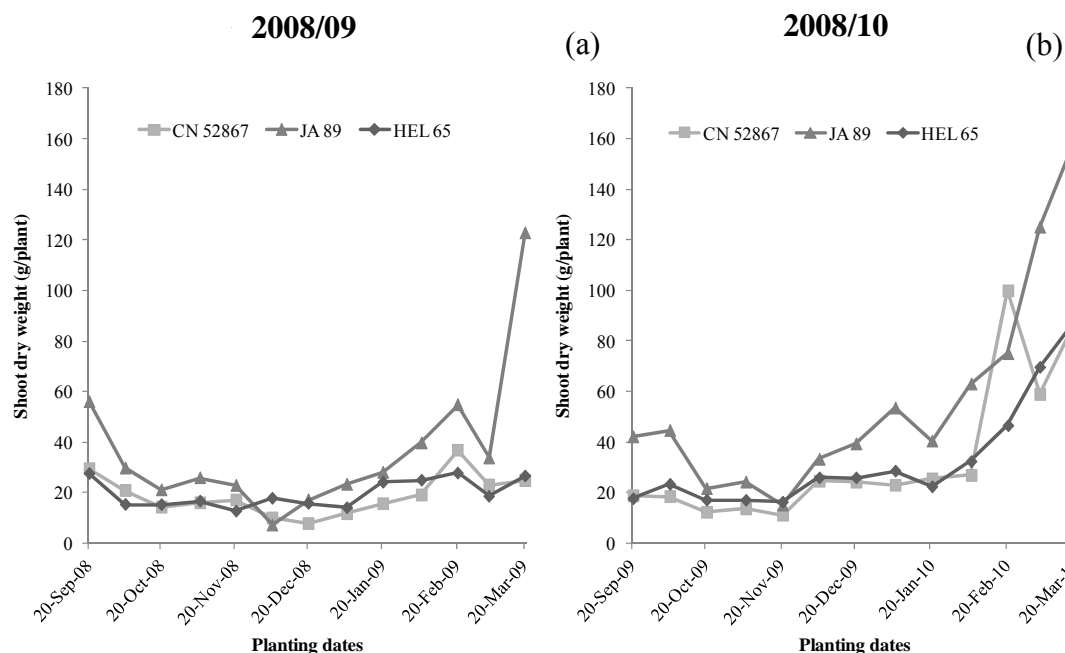 2008/09
(a)
Shoot dry weight (g/plant)
180
160
140
120
100
80
60
40
20
0
CN 52867 JA 89 HEL 65
20-Sep-08
20-Oct-08
20-Nov-08
20-Dec-08
20-Jan-09
20-Feb-09
20-Mar-09
Planting dates
2008/10
(b)
Shoot dry weight (g/plant)
180
160
140
120
100
80
60
40
20
0
CN 52867 JA 89 HEL 65
20-Sep-09
20-Oct-09
20-Nov-09
20-Dec-09
20-Jan-10
20-Feb-10
20-Mar-1
Planting dates